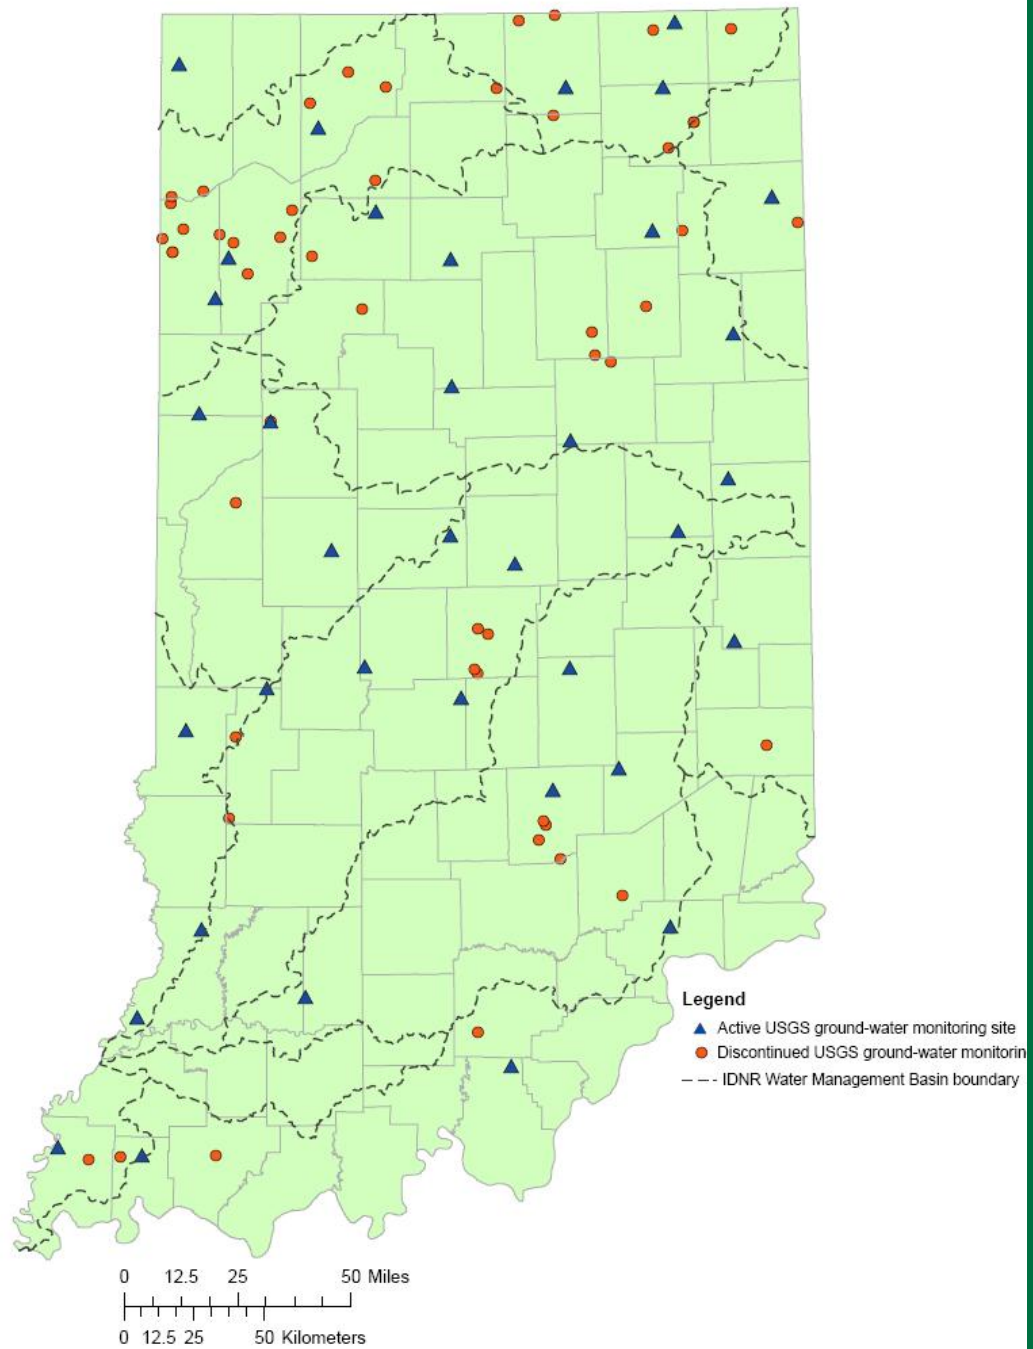 Legend
Active USGS ground-water monitoring site
Discontinued USGS ground-water monitorin
IDNR Water Management Basin boundary
0 12.5 25 50 Miles
0 12.5 25 50 Kilometers